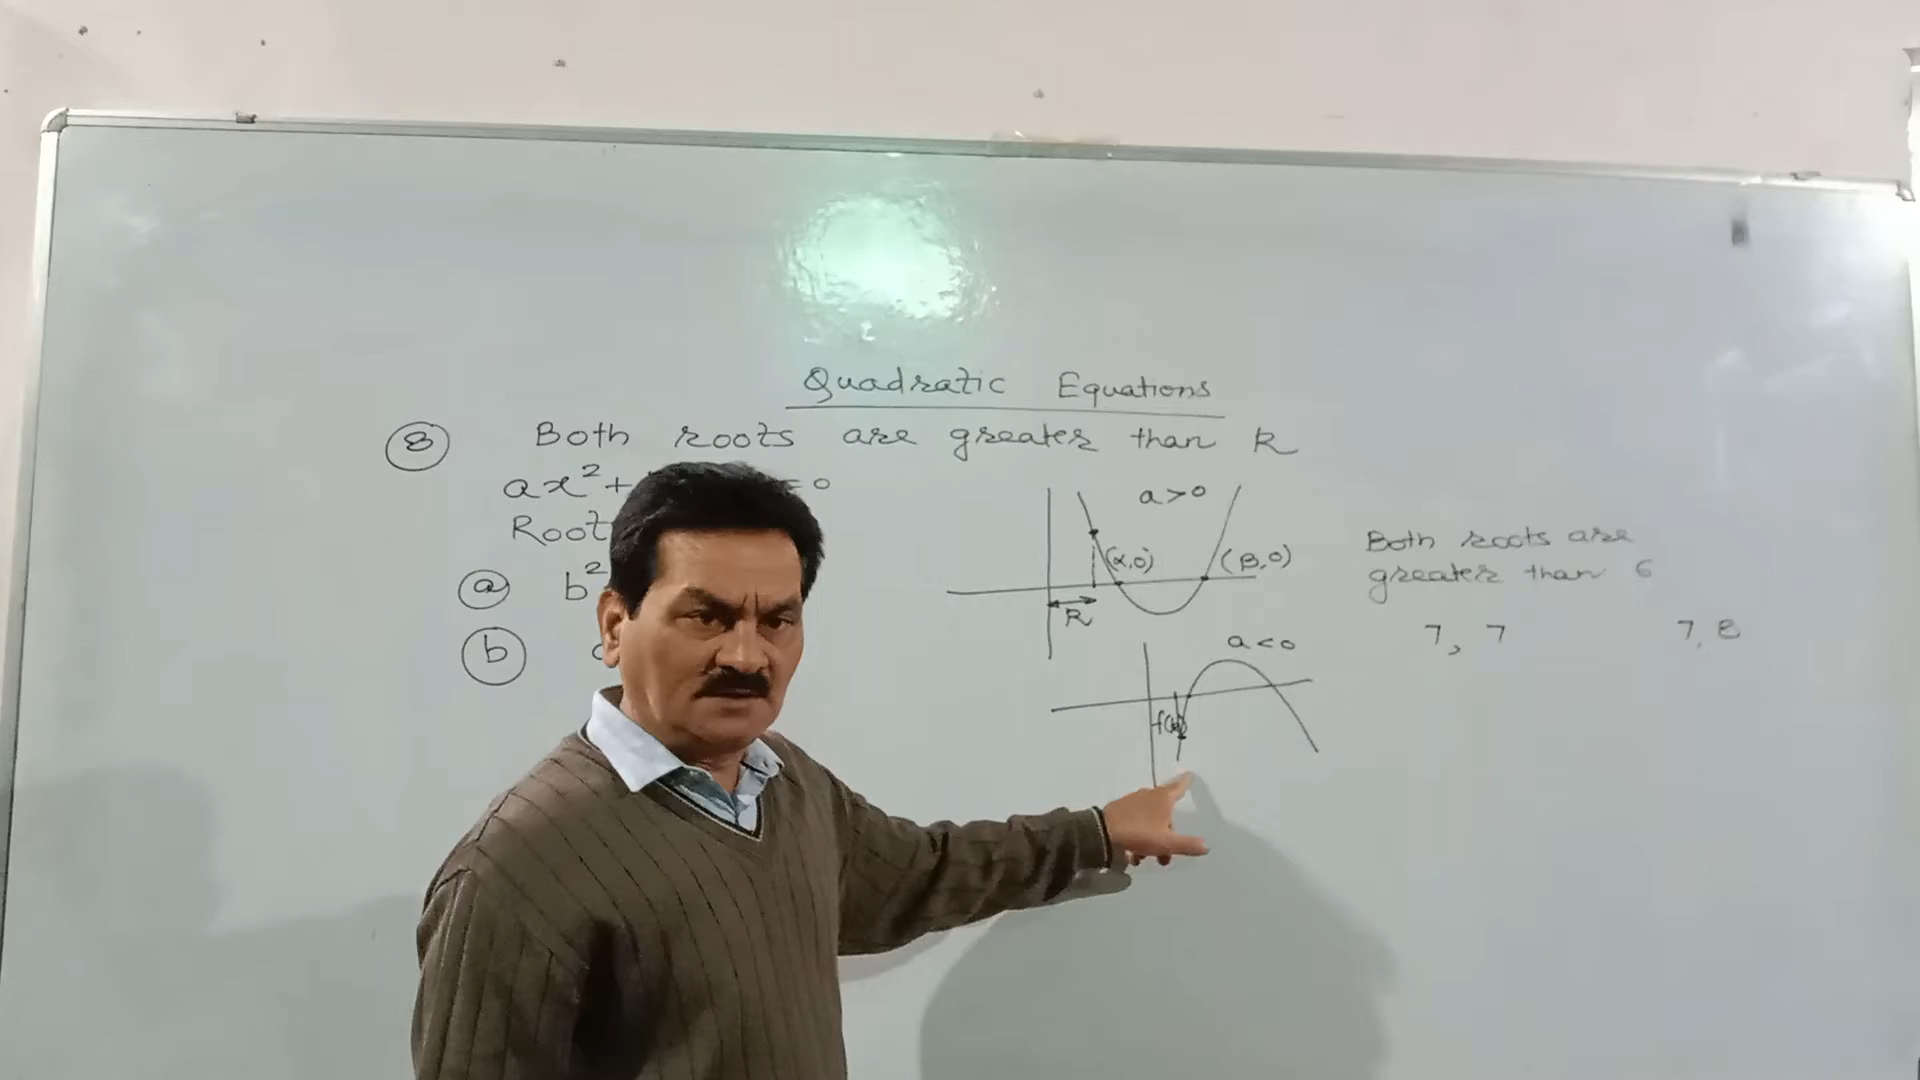 Quadratic Equations
8 Both roots are greater than k
ax²+ =0
Root
a b²
b
a>0
(α,0) (β,0)
k
a<0
f(k)
Both roots are
greater than 6
7, 7 7, 8